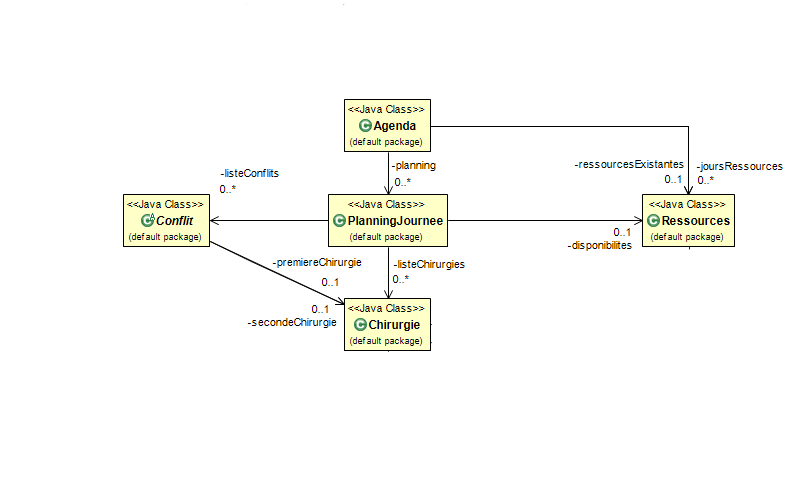 <<Java Class>>
Agenda
(default package)
-planning
0..*
-ressourcesExistantes
0..1
-joursRessources
0..*
-listeConflits
0..*
<<Java Class>>
Conflit
(default package)
<<Java Class>>
PlanningJournee
(default package)
<<Java Class>>
Ressources
(default package)
0..1
-disponibilites
-premiereChirurgie
0..1
-listeChirurgies
0..*
0..1
-secondeChirurgie
<<Java Class>>
Chirurgie
(default package)